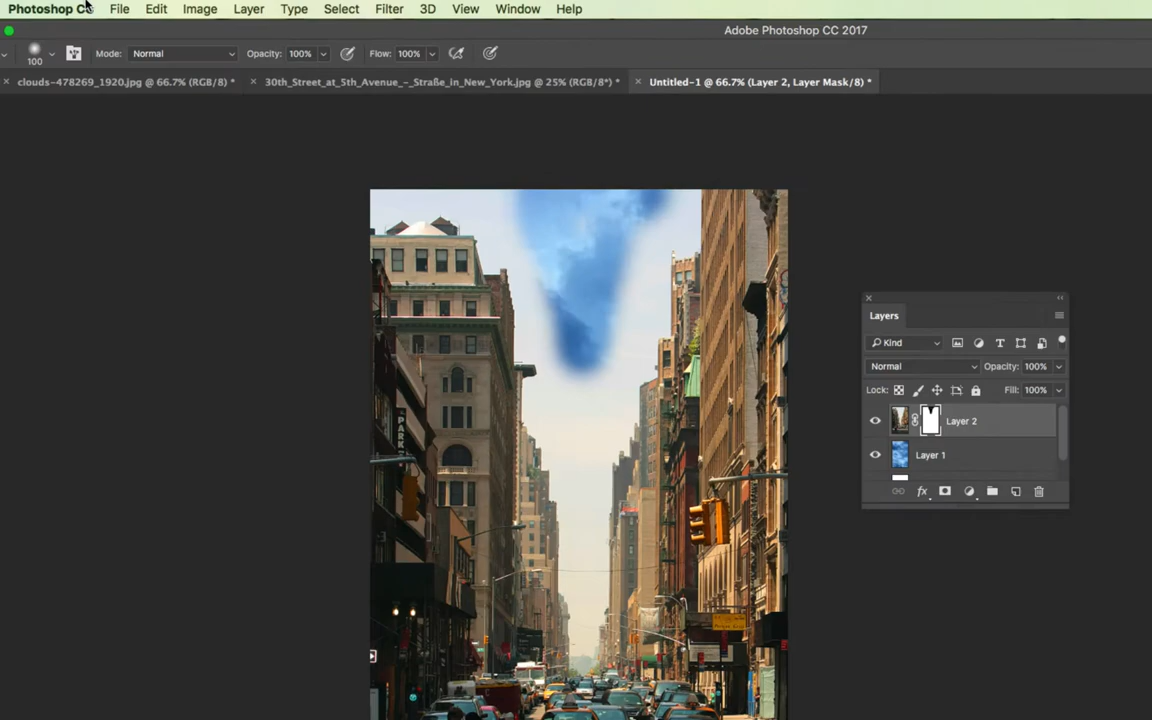 Photoshop CC File Edit Image Layer Type Select Filter 3D View Window Help
Adobe Photoshop CC 2017
100 Mode: Normal Opacity: 100% Flow: 100%
× clouds-478269_1920.jpg @ 66.7% (RGB/8) * × 30th_Street_at_5th_Avenue_-_Straße_in_New_York.jpg @ 25% (RGB/8*) * × Untitled-1 @ 66.7% (Layer 2, Layer Mask/8) *
Layers
Kind
Normal Opacity: 100%
Lock: Fill: 100%
Layer 2
Layer 1
fx
PARK